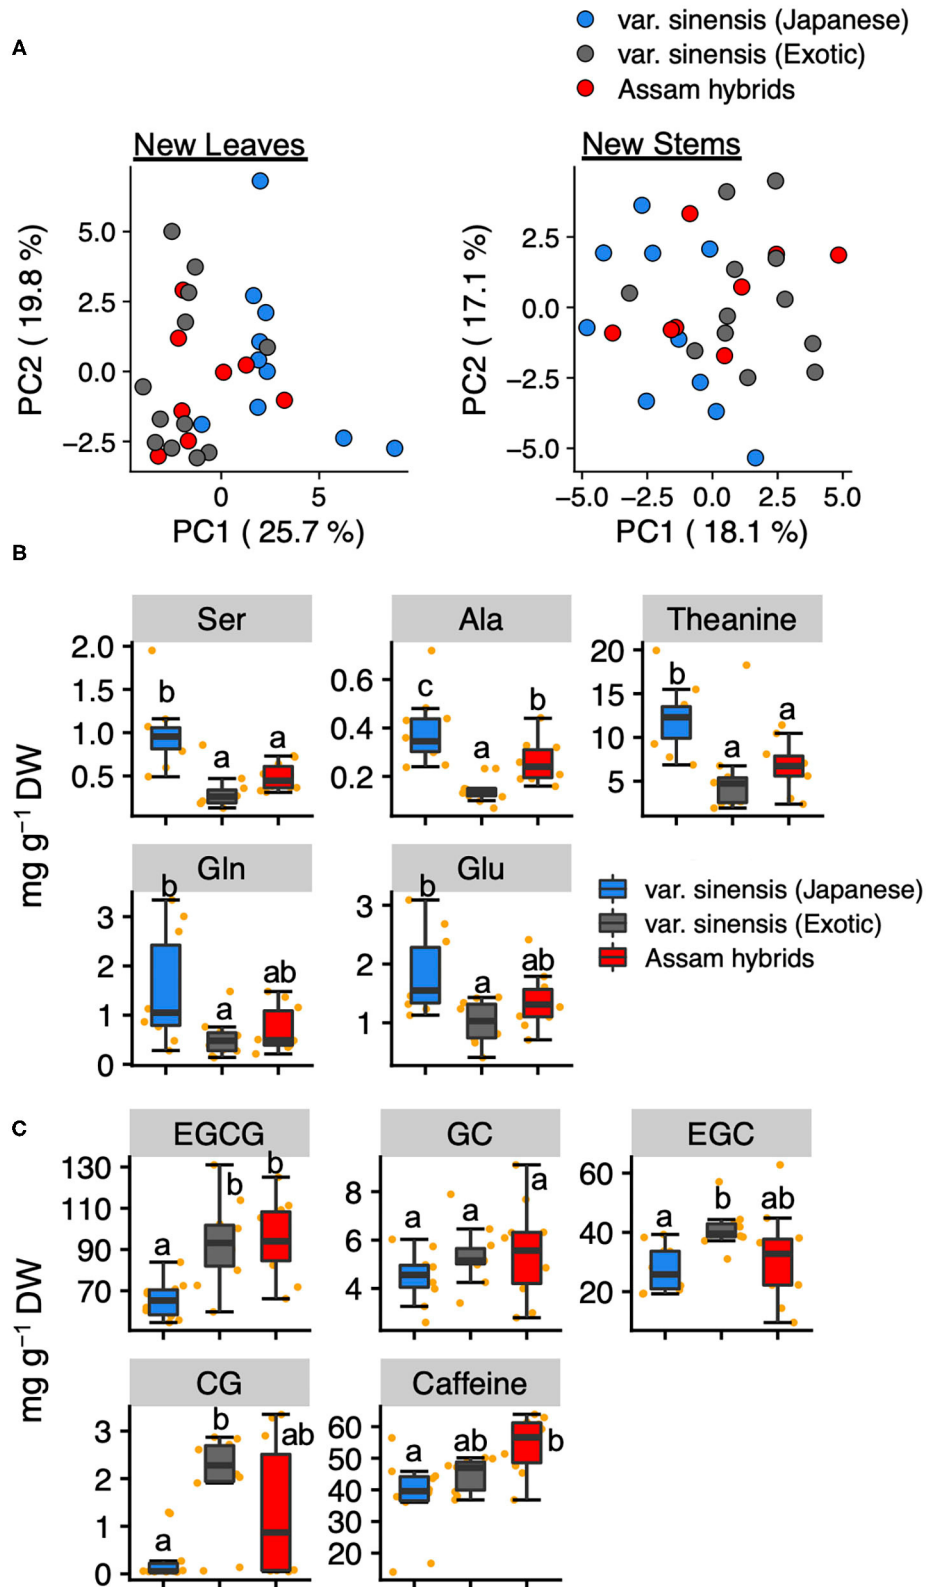 A
var. sinensis (Japanese)
var. sinensis (Exotic)
Assam hybrids
New Leaves
PC2 ( 19.8 %)
5.0
2.5
0.0
−2.5
0
5
PC1 ( 25.7 %)
New Stems
PC2 ( 17.1 %)
2.5
0.0
−2.5
−5.0
−5.0
−2.5
0.0
2.5
5.0
PC1 ( 18.1 %)
B
mg g−1 DW
Ser
2.0
1.5
1.0
0.5
b
a
a
Ala
0.6
0.4
0.2
c
a
b
Theanine
20
15
10
5
b
a
a
Gln
3
2
1
0
b
a
ab
Glu
3
2
1
b
a
ab
var. sinensis (Japanese)
var. sinensis (Exotic)
Assam hybrids
C
mg g−1 DW
EGCG
130
110
90
70
a
b
b
GC
8
6
4
a
a
a
EGC
60
40
20
a
b
ab
CG
3
2
1
0
a
b
ab
Caffeine
60
50
40
30
20
a
ab
b